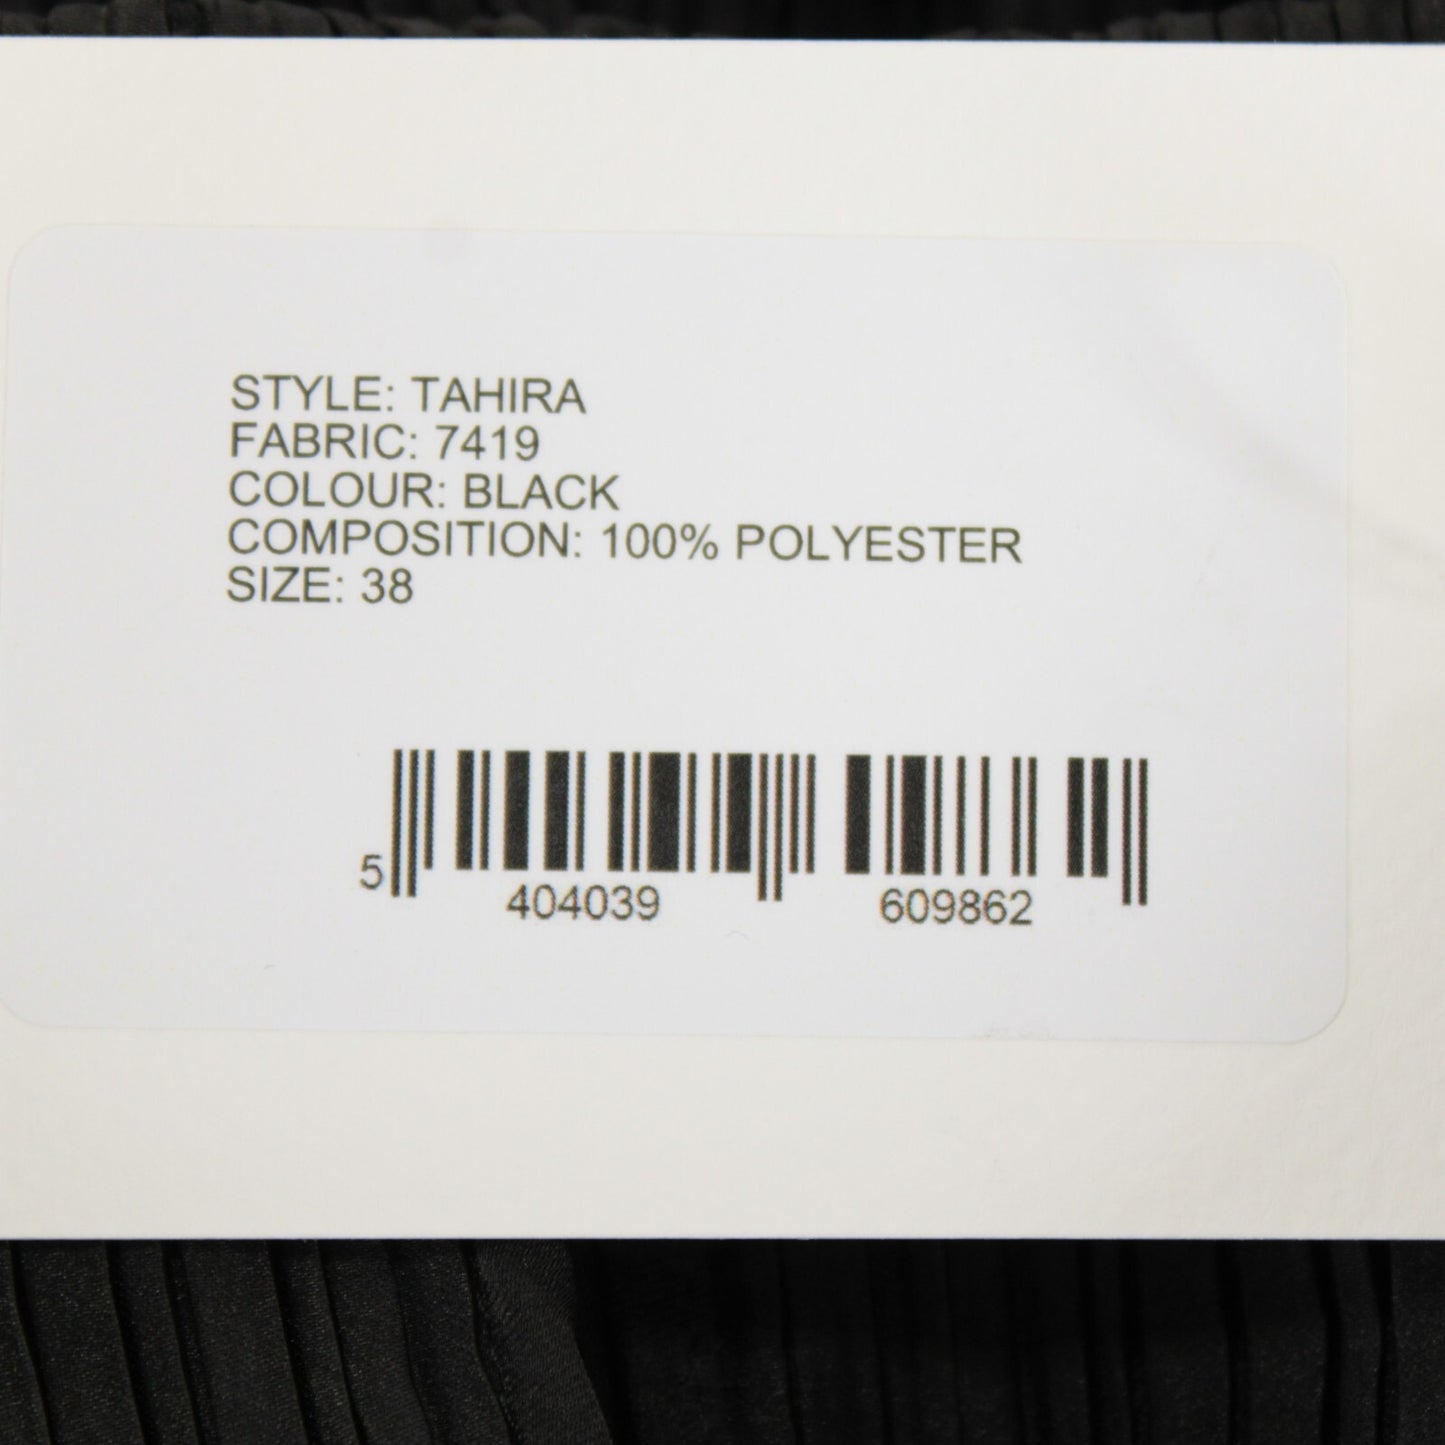 STYLE: TAHIRA
FABRIC: 7419
COLOUR: BLACK
COMPOSITION: 100% POLYESTER
SIZE: 38
5 404039 609862